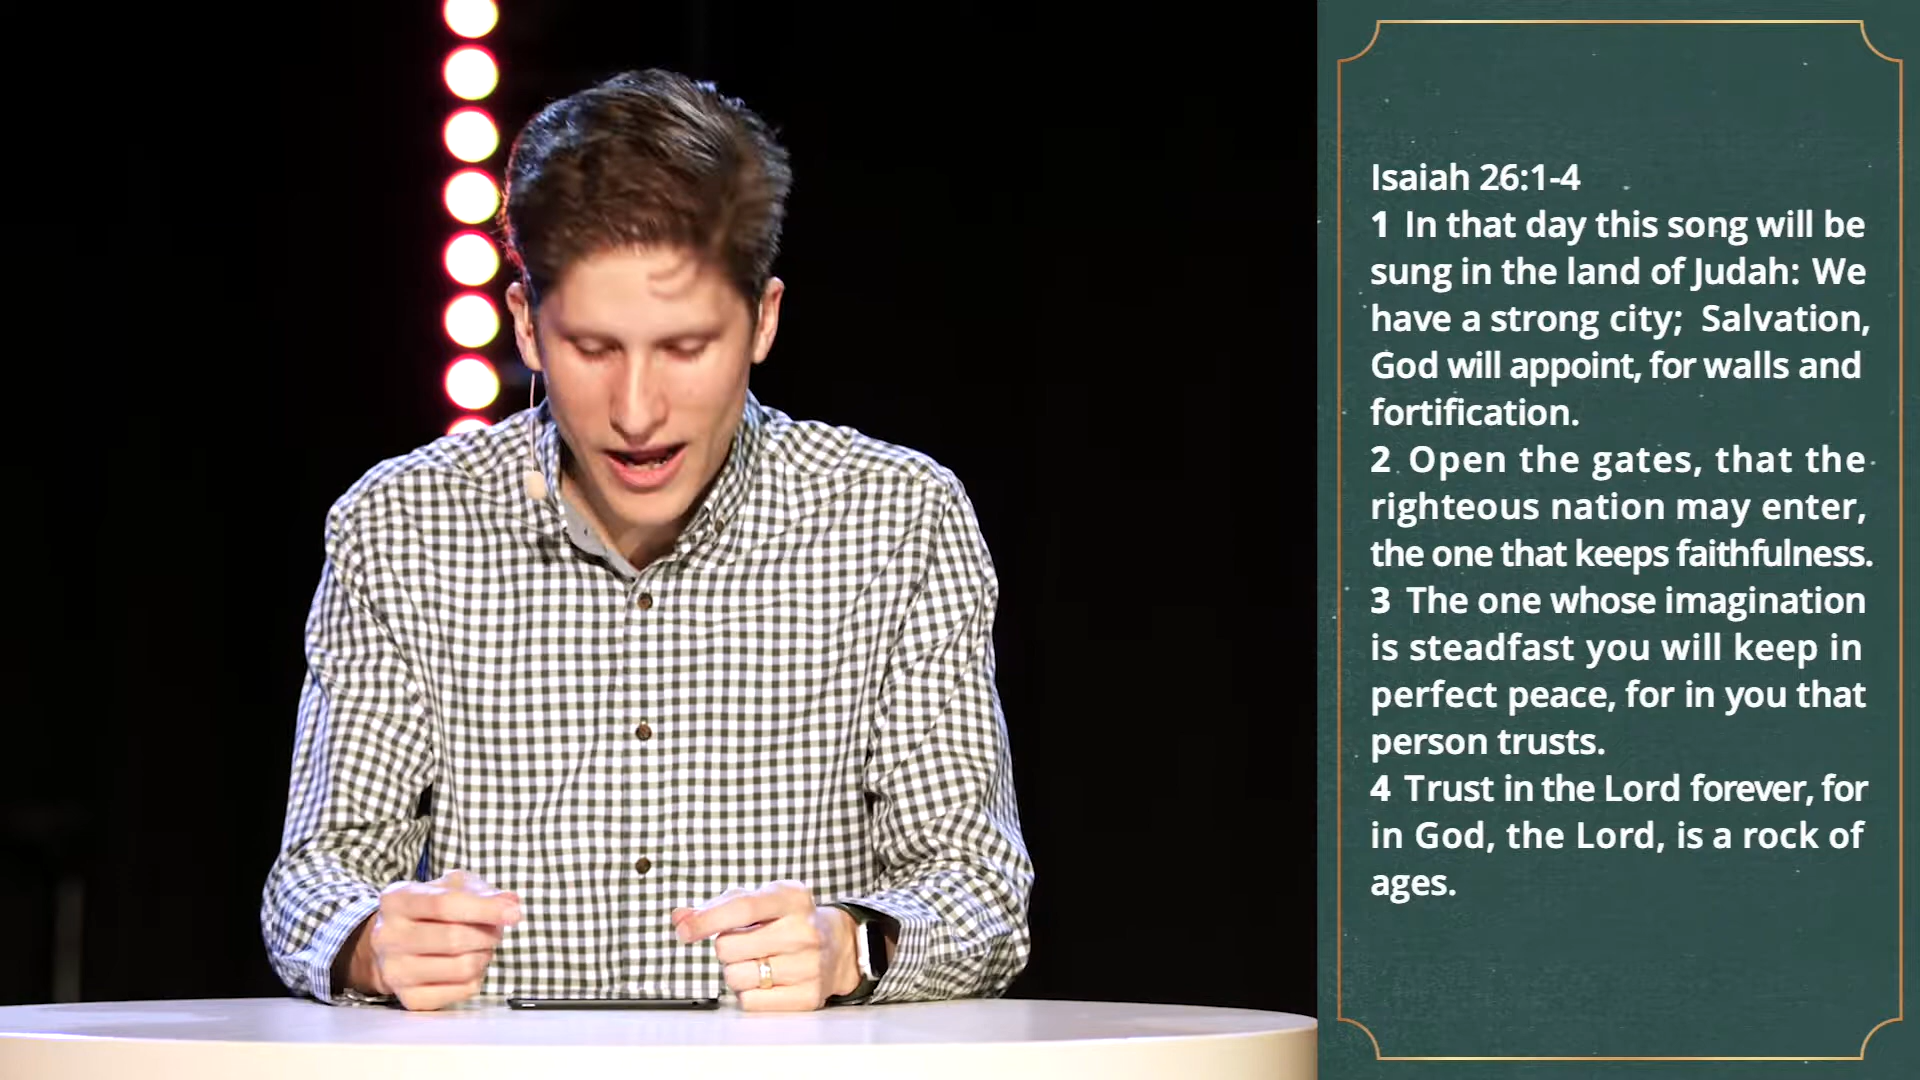 Isaiah 26:1-4
1 In that day this song will be
sung in the land of Judah: We
have a strong city; Salvation,
God will appoint, for walls and
fortification.
2 Open the gates, that the
righteous nation may enter,
the one that keeps faithfulness.
3 The one whose imagination
is steadfast you will keep in
perfect peace, for in you that
person trusts.
4 Trust in the Lord forever, for
in God, the Lord, is a rock of
ages.